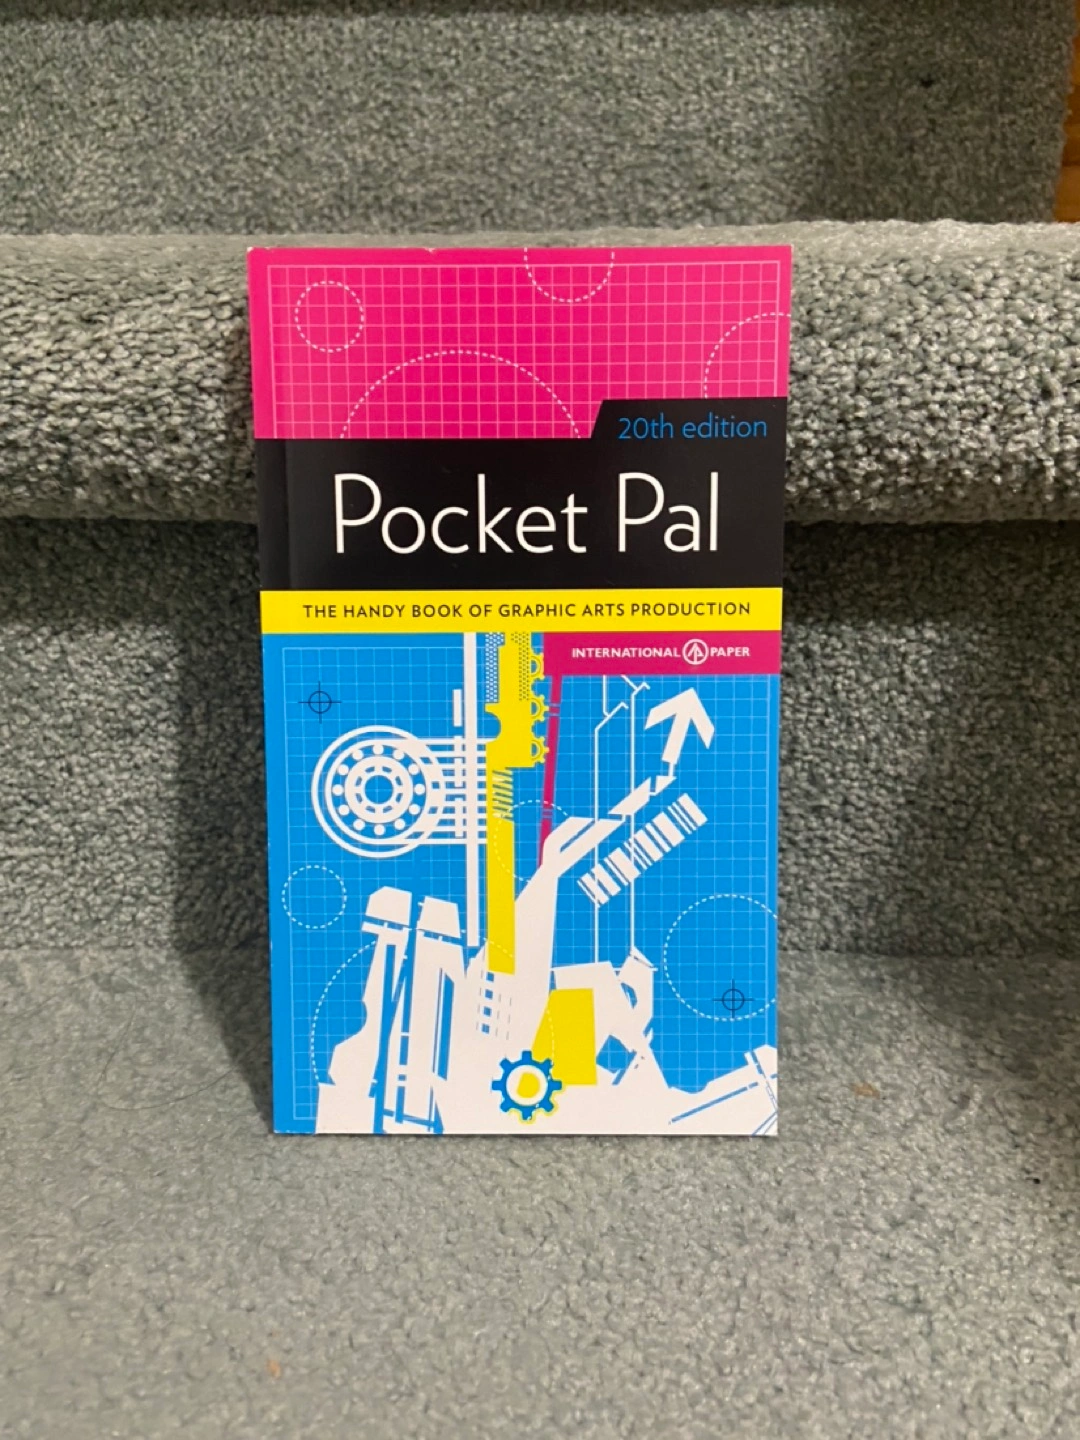 20th edition
Pocket Pal
THE HANDY BOOK OF GRAPHIC ARTS PRODUCTION
INTERNATIONAL PAPER